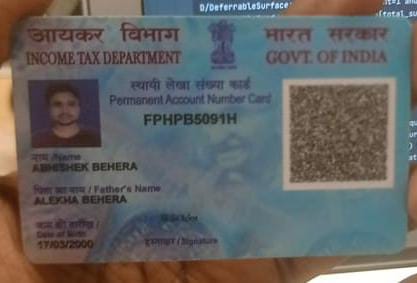 D/DeferrableSurface
आयकर विभाग
INCOME TAX DEPARTMENT
भारत सरकार
GOVT. OF INDIA
स्थायी लेखा संख्या कार्ड
Permanent Account Number Card
FPHPB5091H
नाम / Name
ABHISHEK BEHERA
पिता का नाम / Father's Name
ALEKHA BEHERA
जन्म की तारीख /
Date of Birth
17/03/2000
हस्ताक्षर / Signature